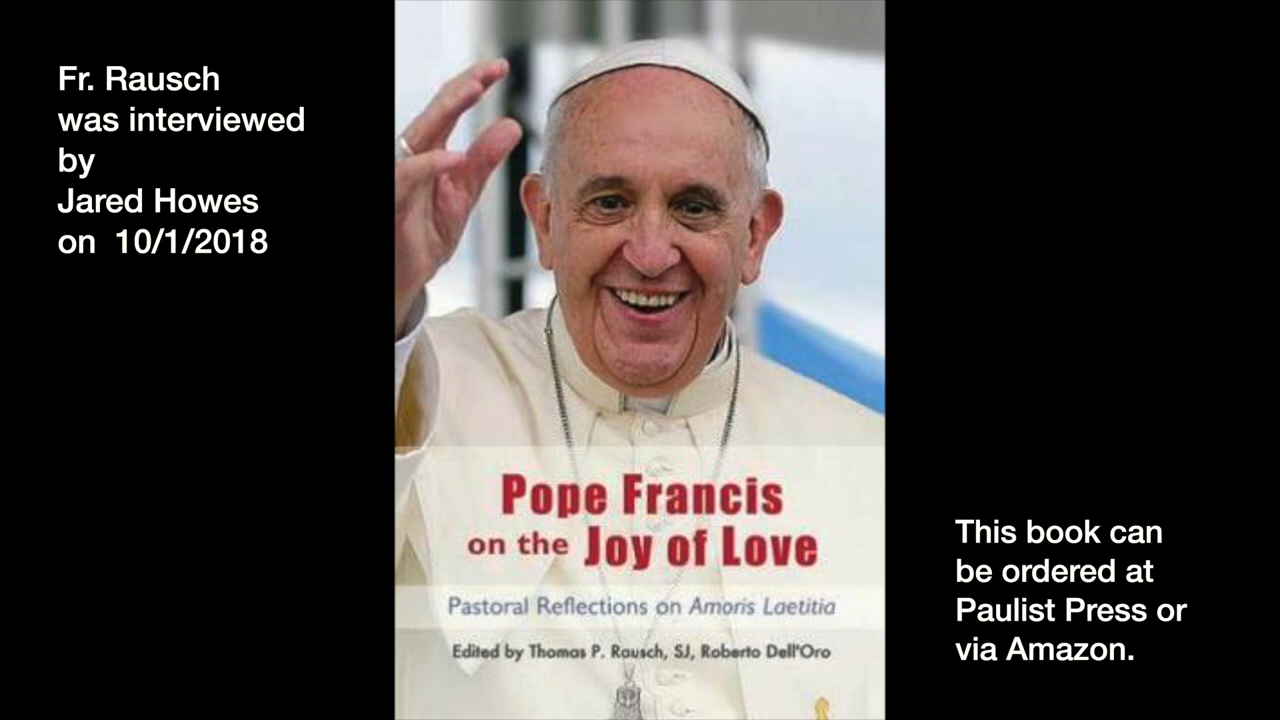 Fr. Rausch
was interviewed
by
Jared Howes
on 10/1/2018
Pope Francis
on the Joy of Love
Pastoral Reflections on Amoris Laetitia
Edited by Thomas P. Rausch, SJ, Roberto Dell'Oro
This book can
be ordered at
Paulist Press or
via Amazon.